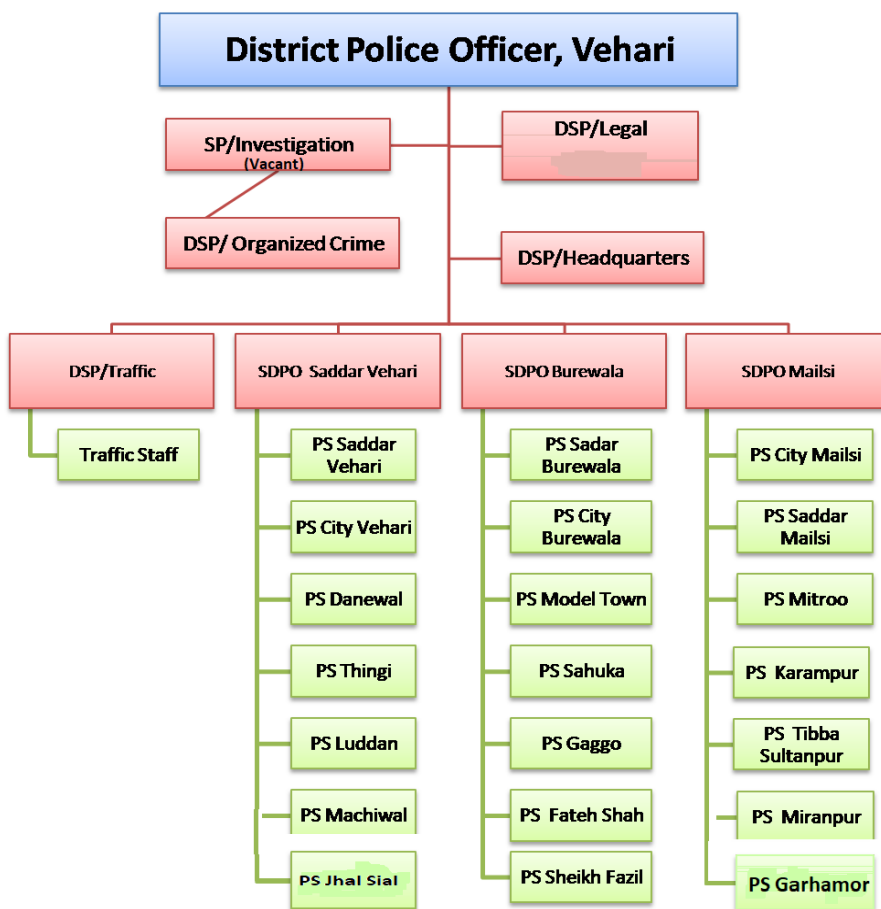 District Police Officer, Vehari
SP/Investigation
(Vacant)
DSP/Legal
DSP/ Organized Crime
DSP/Headquarters
DSP/Traffic
SDPO Saddar Vehari
SDPO Burewala
SDPO Mailsi
Traffic Staff
PS Saddar
Vehari
PS City Vehari
PS Danewal
PS Thingi
PS Luddan
PS Machiwal
PS Jhal Sial
PS Sadar
Burewala
PS City
Burewala
PS Model Town
PS Sahuka
PS Gaggo
PS Fateh Shah
PS Sheikh Fazil
PS City Mailsi
PS Saddar
Mailsi
PS Mitroo
PS Karampur
PS Tibba
Sultanpur
PS Miranpur
PS Garhamor